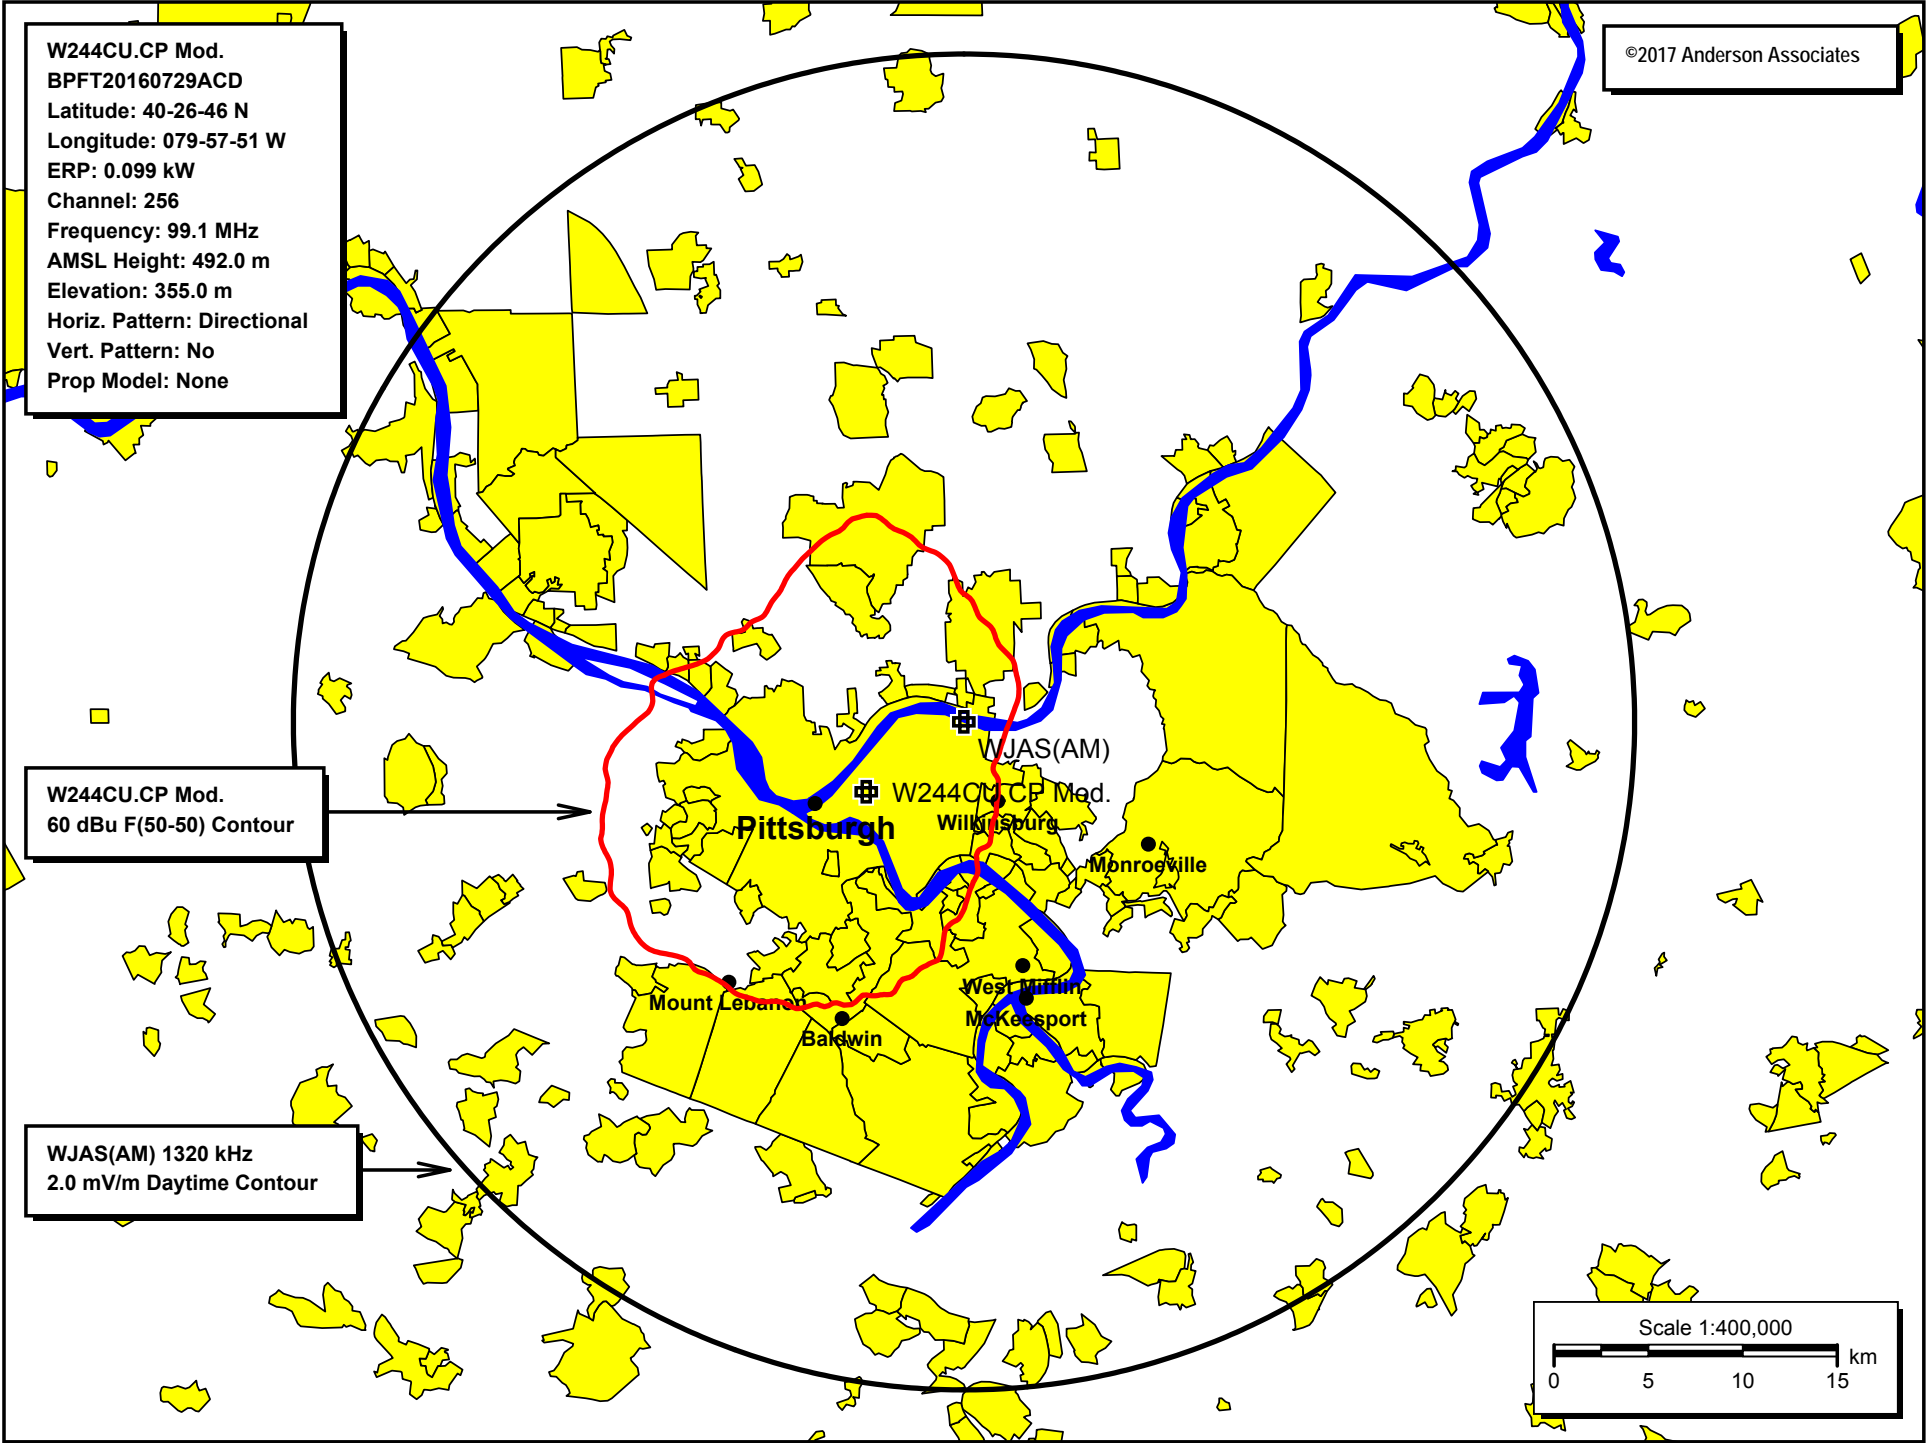 W244CU.CP Mod.
BPFT20160729ACD
Latitude: 40-26-46 N
Longitude: 079-57-51 W
ERP: 0.099 kW
Channel: 256
Frequency: 99.1 MHz
AMSL Height: 492.0 m
Elevation: 355.0 m
Horiz. Pattern: Directional
Vert. Pattern: No
Prop Model: None
©2017 Anderson Associates
WJAS(AM)
W244CU.CP Mod.
Pittsburgh
Wilkinsburg
Monroeville
W244CU.CP Mod.
60 dBu F(50-50) Contour
West Mifflin
Mount Lebanon
McKeesport
Baldwin
WJAS(AM) 1320 kHz
2.0 mV/m Daytime Contour
Scale 1:400,000
km
0 5 10 15